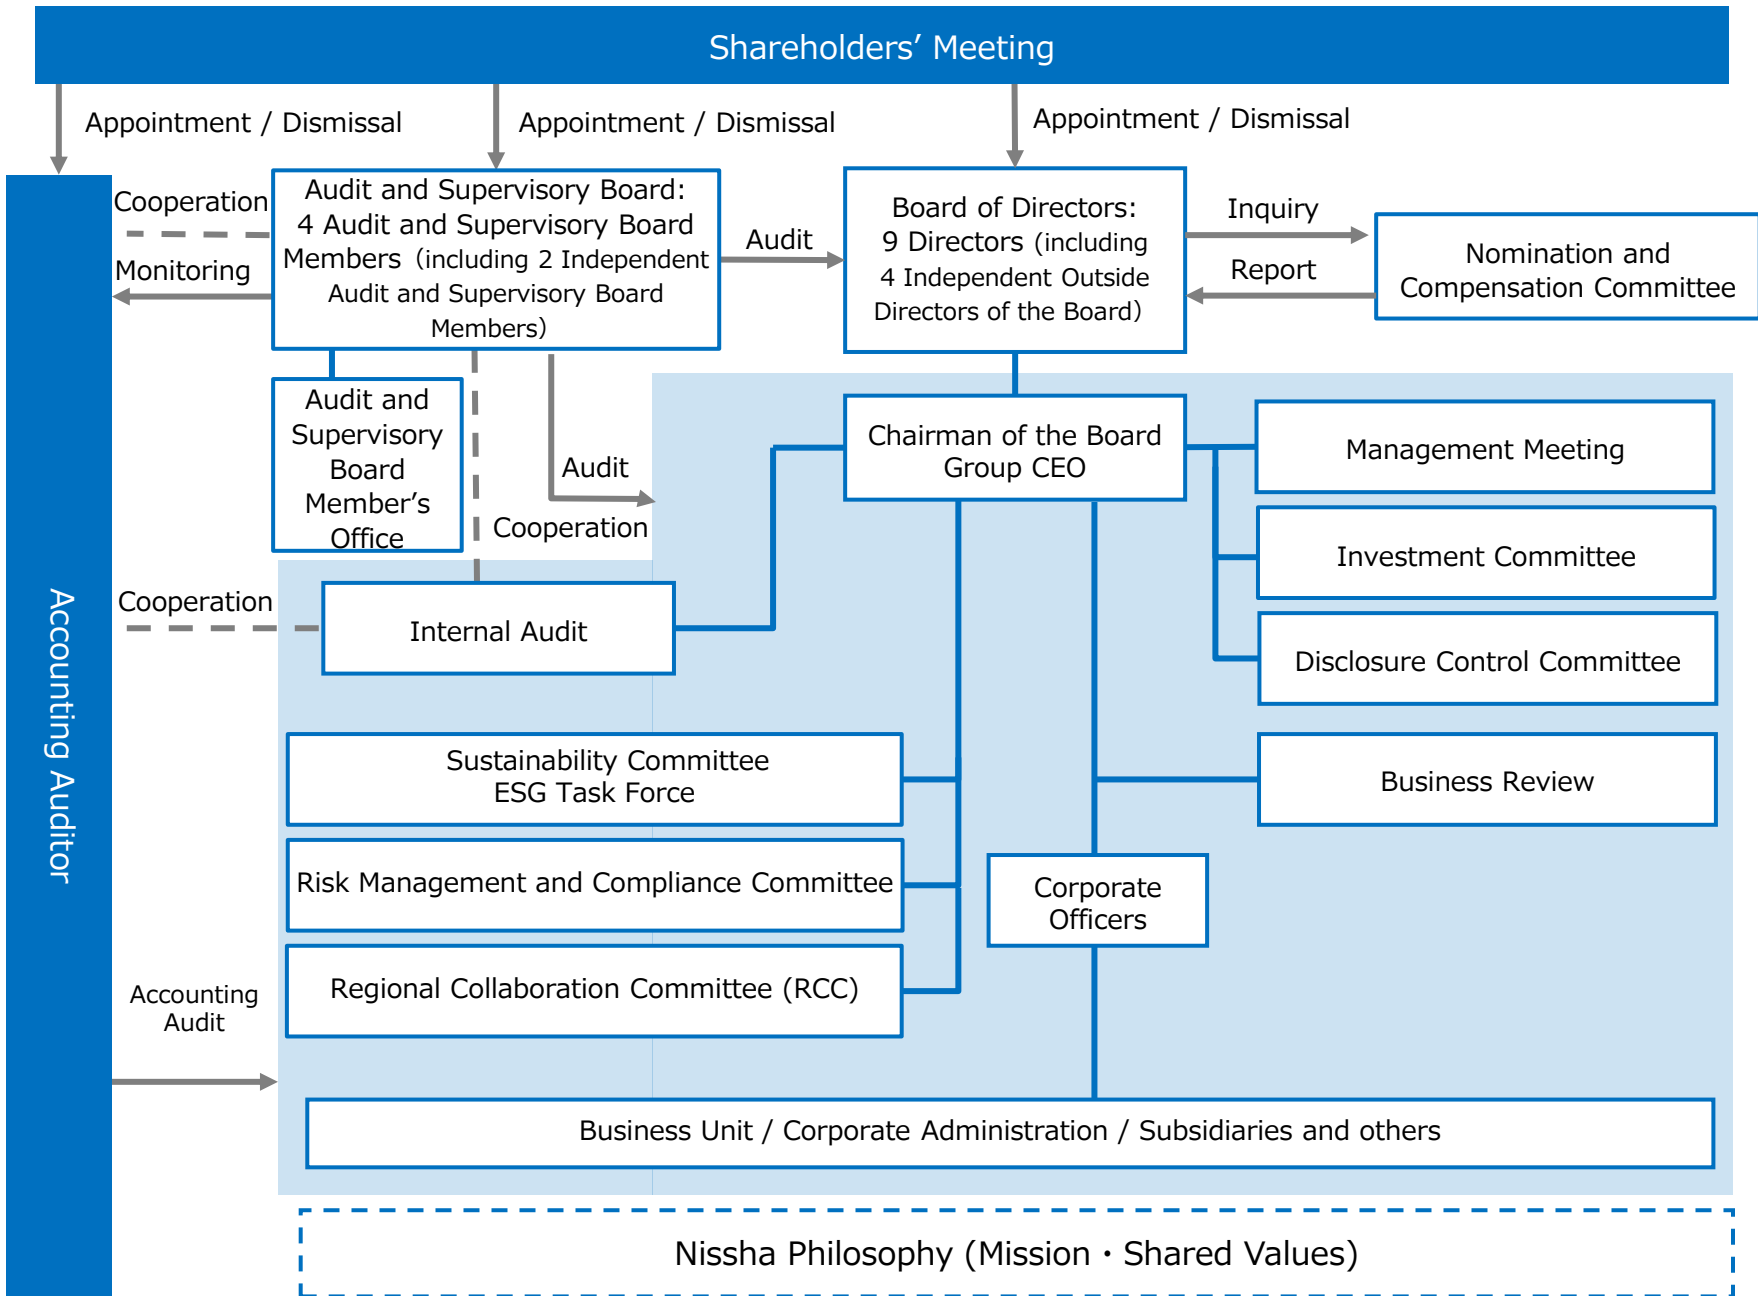 Shareholders’ Meeting
Appointment / Dismissal
Appointment / Dismissal
Appointment / Dismissal
Cooperation
Monitoring
Audit and Supervisory Board:
4 Audit and Supervisory Board
Members (including 2 Independent
Audit and Supervisory Board
Members)
Audit
Board of Directors:
9 Directors (including
4 Independent Outside
Directors of the Board)
Inquiry
Report
Nomination and
Compensation Committee
Audit and
Supervisory
Board
Member’s
Office
Audit
Cooperation
Chairman of the Board
Group CEO
Management Meeting
Investment Committee
Disclosure Control Committee
Cooperation
Internal Audit
Accounting Auditor
Sustainability Committee
ESG Task Force
Business Review
Risk Management and Compliance Committee
Corporate
Officers
Regional Collaboration Committee (RCC)
Accounting
Audit
Business Unit / Corporate Administration / Subsidiaries and others
Nissha Philosophy (Mission・Shared Values)